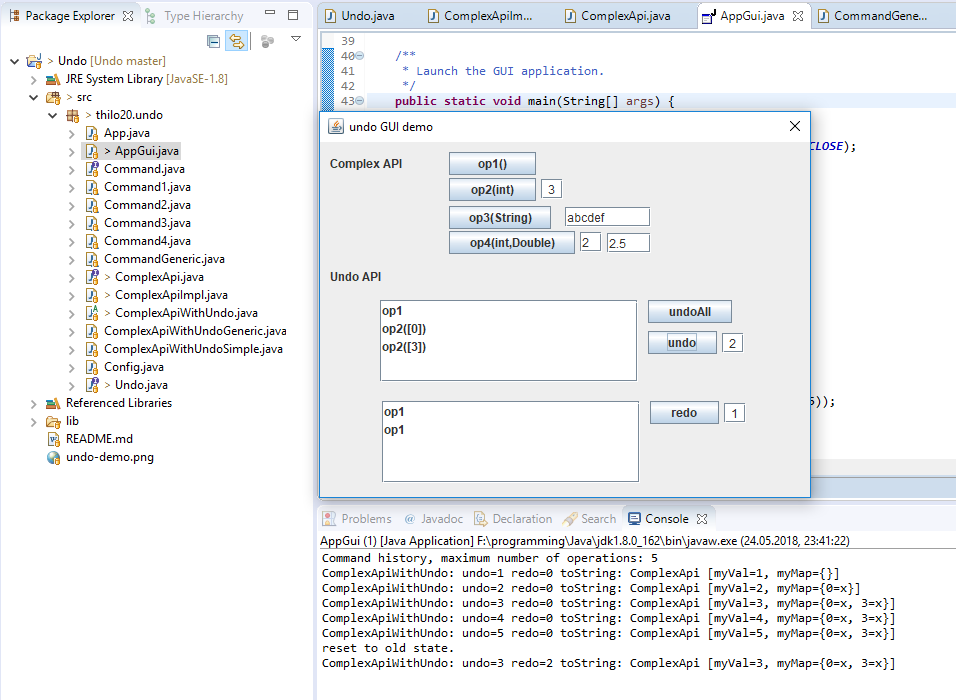 Package Explorer
Type Hierarchy
> Undo [Undo master]
JRE System Library [JavaSE-1.8]
> src
> thilo20.undo
App.java
> AppGui.java
Command.java
Command1.java
Command2.java
Command3.java
Command4.java
CommandGeneric.java
> ComplexApi.java
> ComplexApiImpl.java
> ComplexApiWithUndo.java
ComplexApiWithUndoGeneric.java
ComplexApiWithUndoSimple.java
Config.java
> Undo.java
Referenced Libraries
lib
README.md
undo-demo.png
Undo.java
ComplexApiIm...
ComplexApi.java
AppGui.java
CommandGene...
39
40 /**
41 * Launch the GUI application.
42 */
43 public static void main(String[] args) {
CLOSE);
));
undo GUI demo
Complex API
op1()
op2(int) 3
op3(String) abcdef
op4(int,Double) 2 2.5
Undo API
op1
op2([0])
op2([3])
undoAll
undo 2
op1
op1
redo 1
Problems
@ Javadoc
Declaration
Search
Console
AppGui (1) [Java Application] F:\programming\Java\jdk1.8.0_162\bin\javaw.exe (24.05.2018, 23:41:22)
Command history, maximum number of operations: 5
ComplexApiWithUndo: undo=1 redo=0 toString: ComplexApi [myVal=1, myMap={}]
ComplexApiWithUndo: undo=2 redo=0 toString: ComplexApi [myVal=2, myMap={0=x}]
ComplexApiWithUndo: undo=3 redo=0 toString: ComplexApi [myVal=3, myMap={0=x, 3=x}]
ComplexApiWithUndo: undo=4 redo=0 toString: ComplexApi [myVal=4, myMap={0=x, 3=x}]
ComplexApiWithUndo: undo=5 redo=0 toString: ComplexApi [myVal=5, myMap={0=x, 3=x}]
reset to old state.
ComplexApiWithUndo: undo=3 redo=2 toString: ComplexApi [myVal=3, myMap={0=x, 3=x}]